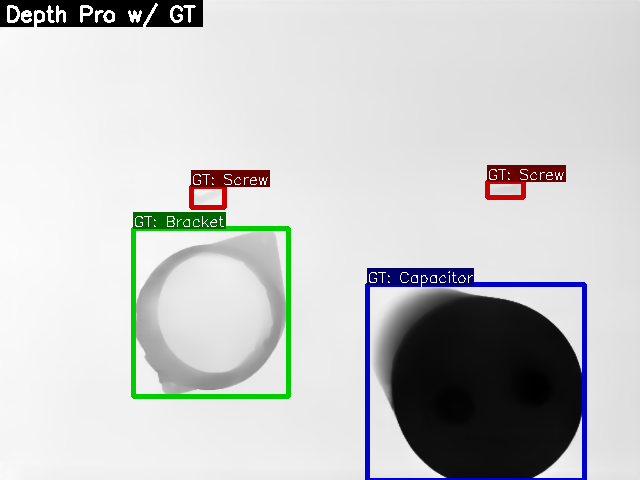 Depth Pro w/ GT
GT: Screw
GT: Screw
GT: Bracket
GT: Capacitor